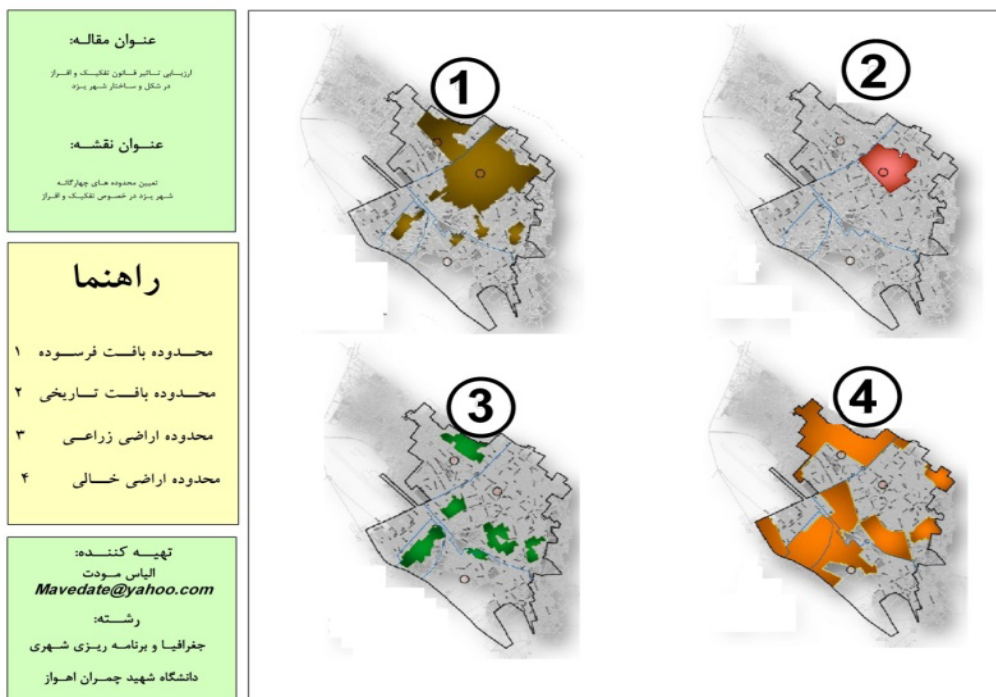 عنوان مقاله:
ارزیابی تاثیر قانون تفکیک و افراز
در شکل و ساختار شهر یزد
عنوان نقشه:
تعیین محدوده های چهارگانه
شهر یزد در خصوص تفکیک و افراز
راهنما
محدوده بافت فرسوده ۱
محدوده بافت تاریخی ۲
محدوده اراضی زراعی ۳
محدوده اراضی خالی ۴
تهیه کننده:
الیاس مودت
Mavedate@yahoo.com
رشته:
جغرافیا و برنامه ریزی شهری
دانشگاه شهید چمران اهواز
1
2
3
4